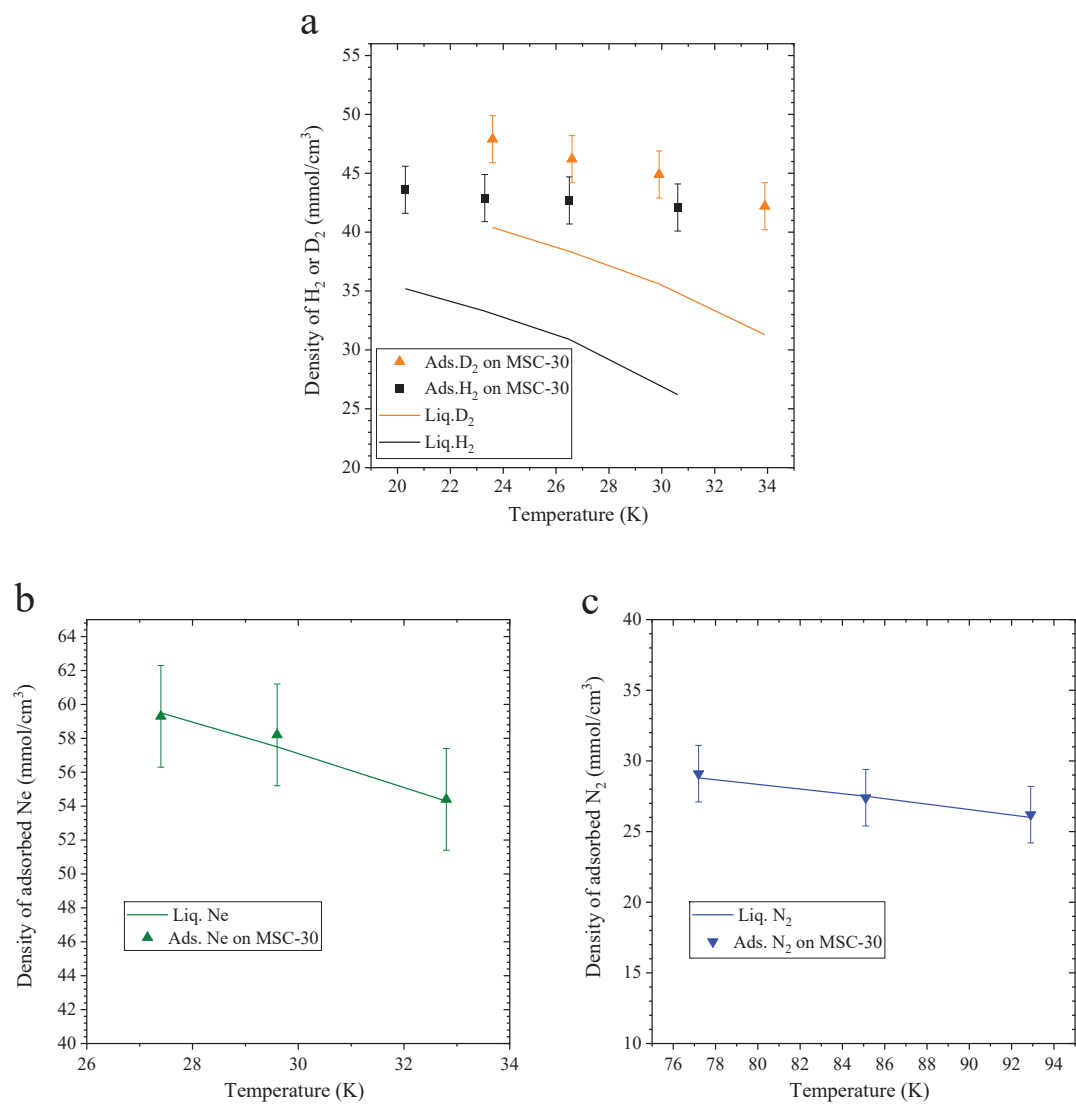 a
55
50
45
40
35
30
25
20
Density of H2 or D2 (mmol/cm3)
Ads.D2 on MSC-30
Ads.H2 on MSC-30
Liq.D2
Liq.H2
20 22 24 26 28 30 32 34
Temperature (K)
b
64
62
60
58
56
54
52
50
48
46
44
42
40
Density of adsorbed Ne (mmol/cm3)
Liq. Ne
Ads. Ne on MSC-30
26 28 30 32 34
Temperature (K)
c
40
35
30
25
20
15
10
Density of adsorbed N2 (mmol/cm3)
Liq. N2
Ads. N2 on MSC-30
76 78 80 82 84 86 88 90 92 94
Temperature (K)